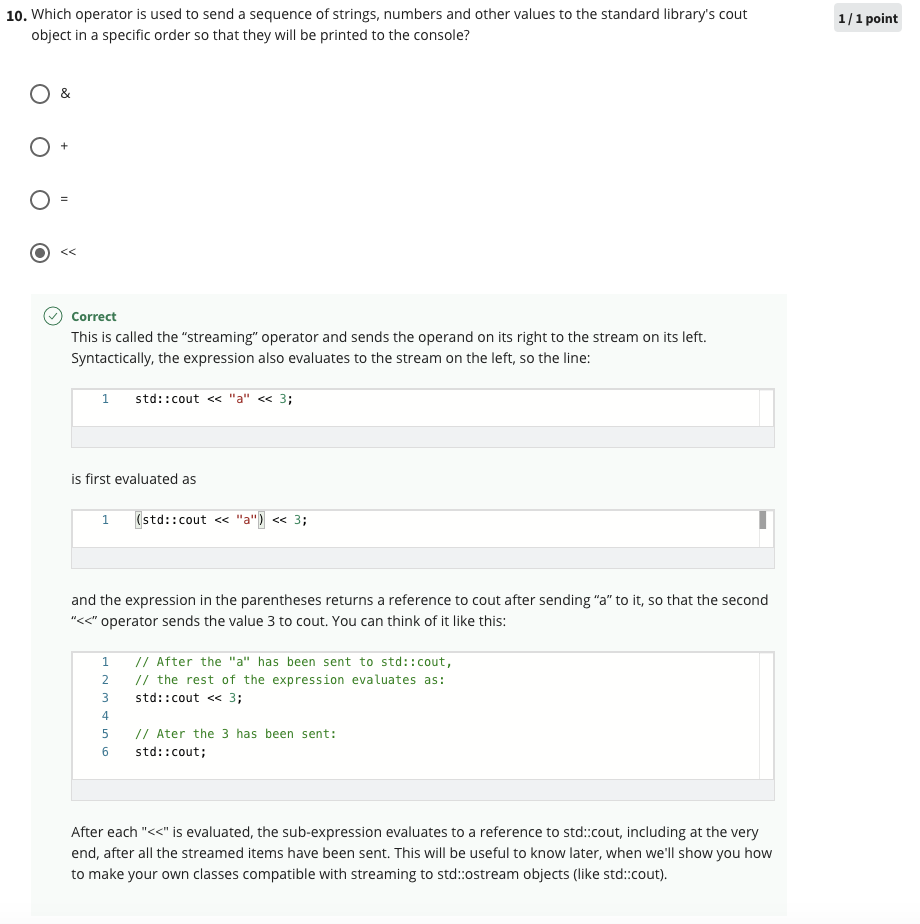 10. Which operator is used to send a sequence of strings, numbers and other values to the standard library's cout
object in a specific order so that they will be printed to the console?
1 / 1 point
&
+
=
<<
Correct
This is called the “streaming” operator and sends the operand on its right to the stream on its left.
Syntactically, the expression also evaluates to the stream on the left, so the line:
1 std::cout << "a" << 3;
is first evaluated as
1 (std::cout << "a") << 3;
and the expression in the parentheses returns a reference to cout after sending “a” to it, so that the second
“<<” operator sends the value 3 to cout. You can think of it like this:
1 // After the "a" has been sent to std::cout,
2 // the rest of the expression evaluates as:
3 std::cout << 3;
4
5 // Ater the 3 has been sent:
6 std::cout;
After each "<<" is evaluated, the sub-expression evaluates to a reference to std::cout, including at the very
end, after all the streamed items have been sent. This will be useful to know later, when we'll show you how
to make your own classes compatible with streaming to std::ostream objects (like std::cout).